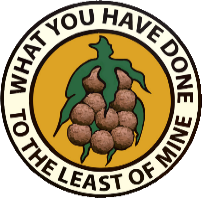 WHAT YOU HAVE DONE
TO THE LEAST OF MINE